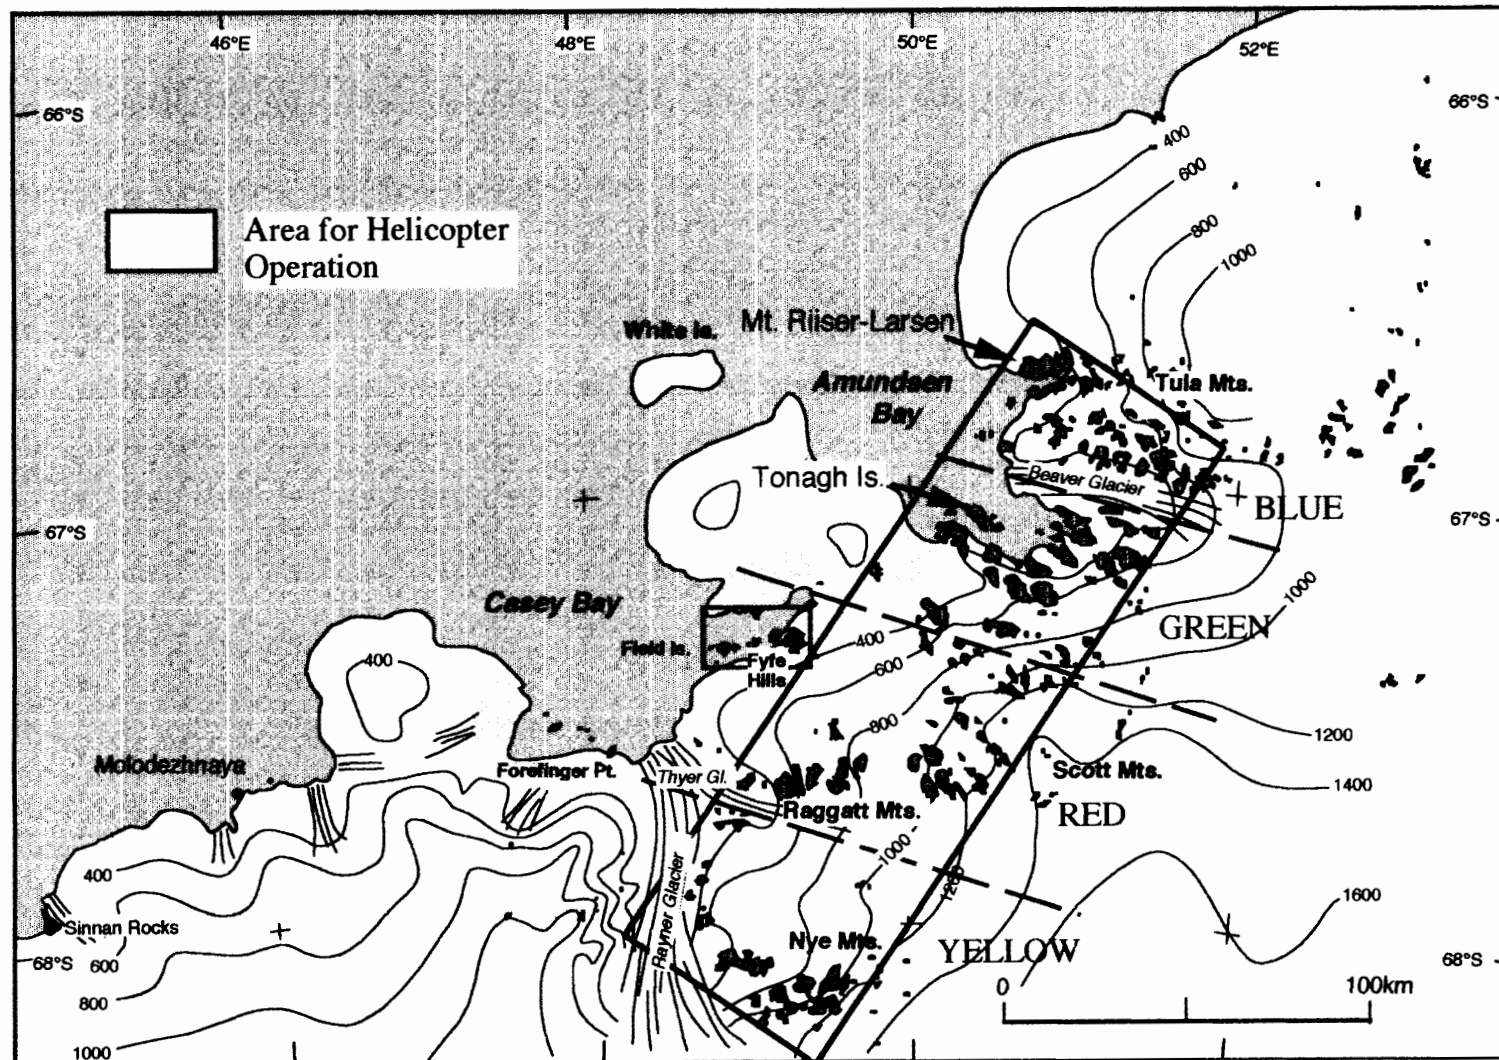 46°E
48°E
50°E
52°E
66°S
66°S
400
600
800
1000
Area for Helicopter
Operation
White Is.
Mt. Riiser-Larsen
Amundsen
Bay
Tula Mts.
Tonagh Is.
Beaver Glacier
BLUE
67°S
67°S
Casey Bay
1000
GREEN
Field Is.
Fyfe
Hills
400
600
400
800
1200
Molodezhnaya
Forefinger Pt.
Thyer Gl.
Scott Mts.
1400
Raggatt Mts.
RED
1000
400
1200
1600
Rayner Glacier
Sinnan Rocks
Nye Mts.
YELLOW
68°S
600
68°S
800
0
100km
1000